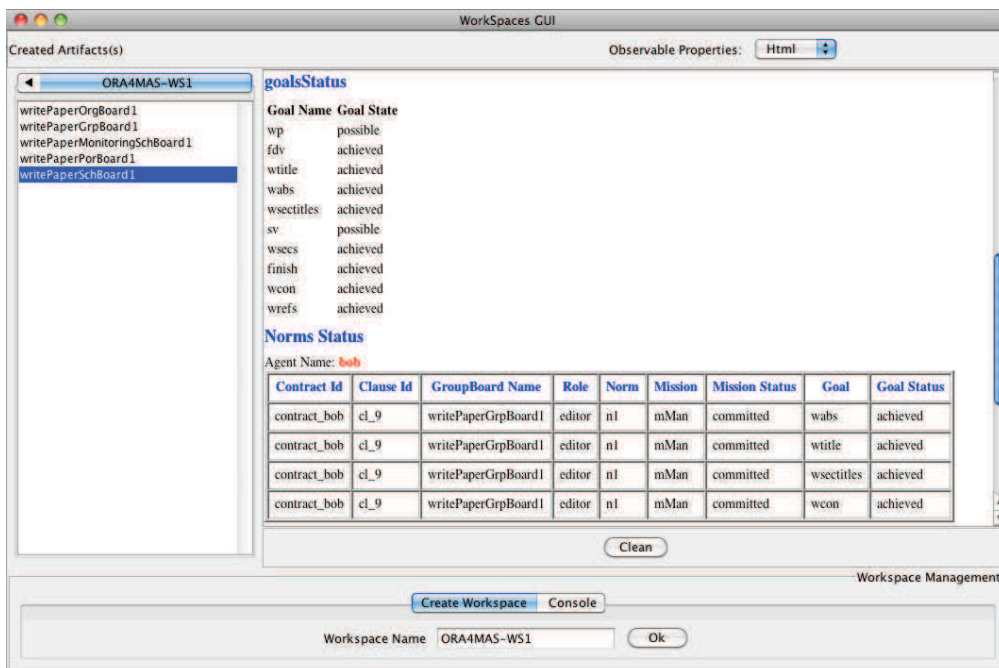 WorkSpaces GUI
Created Artifacts(s)
Observable Properties: Html
ORA4MAS-WS1
writePaperOrgBoard1
writePaperGrpBoard1
writePaperMonitoringSchBoard1
writePaperPorBoard1
writePaperSchBoard1
goalsStatus
Goal Name Goal State
wp possible
fdv achieved
wtitle achieved
wabs achieved
wsectitles achieved
sv possible
wsecs achieved
finish achieved
wcon achieved
wrefs achieved
Norms Status
Agent Name: bob
Contract Id Clause Id GroupBoard Name Role Norm Mission Mission Status Goal Goal Status
contract_bob cl_9 writePaperGrpBoard1 editor n1 mMan committed wabs achieved
contract_bob cl_9 writePaperGrpBoard1 editor n1 mMan committed wtitle achieved
contract_bob cl_9 writePaperGrpBoard1 editor n1 mMan committed wsectitles achieved
contract_bob cl_9 writePaperGrpBoard1 editor n1 mMan committed wcon achieved
Clean
Workspace Management
Create Workspace Console
Workspace Name ORA4MAS-WS1 Ok